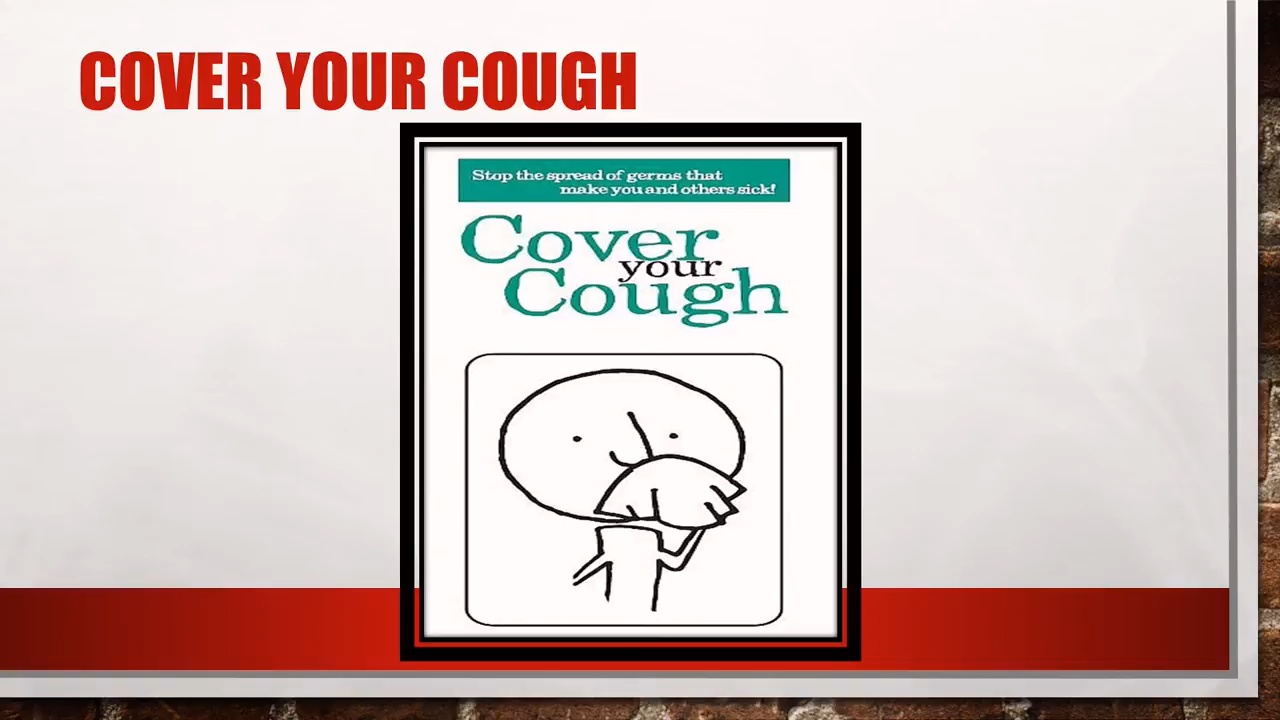 COVER YOUR COUGH
Stop the spread of germs that
make you and others sick!
Cover
your
Cough